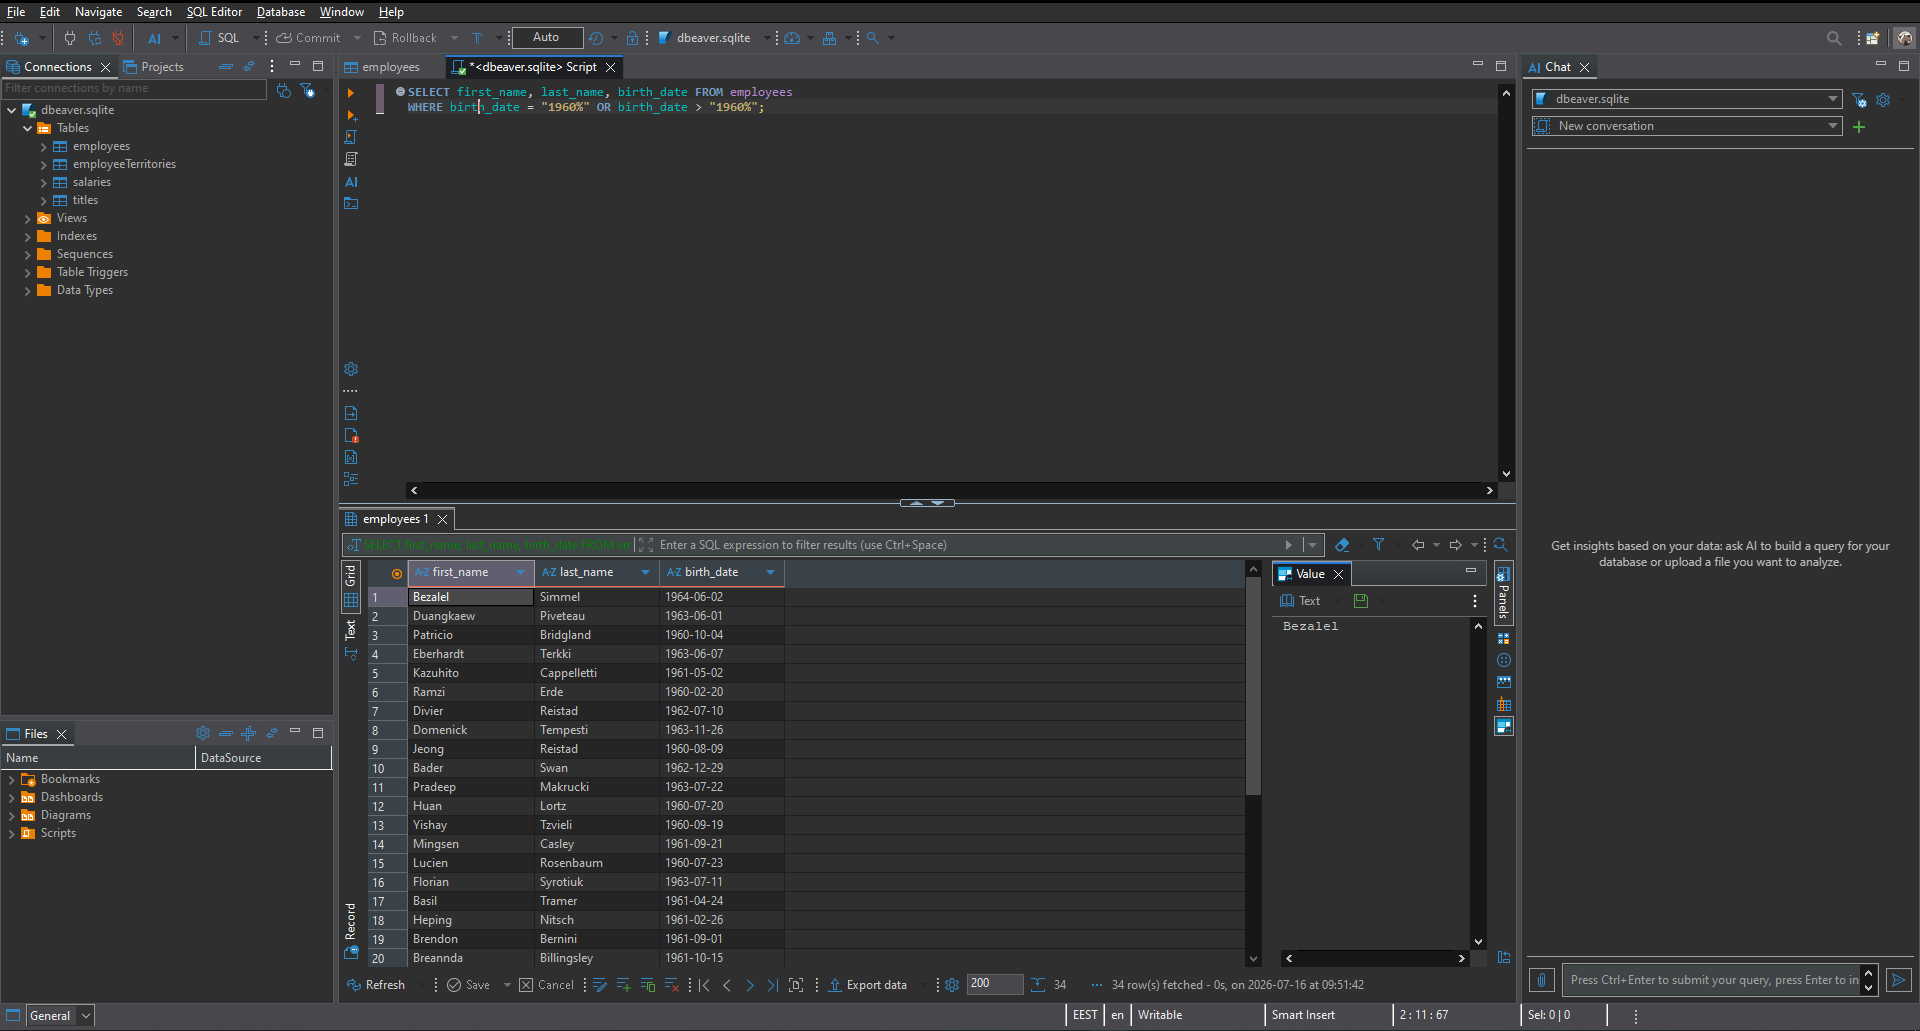 File Edit Navigate Search SQL Editor Database Window Help
AI SQL Commit Rollback T Auto dbeaver.sqlite
Connections Projects
Filter connections by name
dbeaver.sqlite
Tables
employees
employeeTerritories
salaries
titles
Views
Indexes
Sequences
Table Triggers
Data Types
Files
Name DataSource
Bookmarks
Dashboards
Diagrams
Scripts
employees *<dbeaver.sqlite> Script
SELECT first_name, last_name, birth_date FROM employees
WHERE birth_date = "1960%" OR birth_date > "1960%";
AI
employees 1
SELECT first_name, last_name, birth_date FROM em Enter a SQL expression to filter results (use Ctrl+Space)
Grid
Text
Record
A-Z first_name A-Z last_name A-Z birth_date
1 Bezalel Simmel 1964-06-02
2 Duangkaew Piveteau 1963-06-01
3 Patricio Bridgland 1960-10-04
4 Eberhardt Terkki 1963-06-07
5 Kazuhito Cappelletti 1961-05-02
6 Ramzi Erde 1960-02-20
7 Divier Reistad 1962-07-10
8 Domenick Tempesti 1963-11-26
9 Jeong Reistad 1960-08-09
10 Bader Swan 1962-12-29
11 Pradeep Makrucki 1963-07-22
12 Huan Lortz 1960-07-20
13 Yishay Tzvieli 1960-09-19
14 Mingsen Casley 1961-09-21
15 Lucien Rosenbaum 1960-07-23
16 Florian Syrotiuk 1963-07-11
17 Basil Tramer 1961-04-24
18 Heping Nitsch 1961-02-26
19 Brendon Bernini 1961-09-01
20 Breannda Billingsley 1961-10-15
Value
Text
Bezalel
Panels
Refresh Save Cancel Export data 200 34 ... 34 row(s) fetched - 0s, on 2026-07-16 at 09:51:42
AI Chat
dbeaver.sqlite
New conversation
Get insights based on your data: ask AI to build a query for your
database or upload a file you want to analyze.
Press Ctrl+Enter to submit your query, press Enter to in
General
EEST en Writable Smart Insert 2 : 11 : 67 Sel: 0 | 0